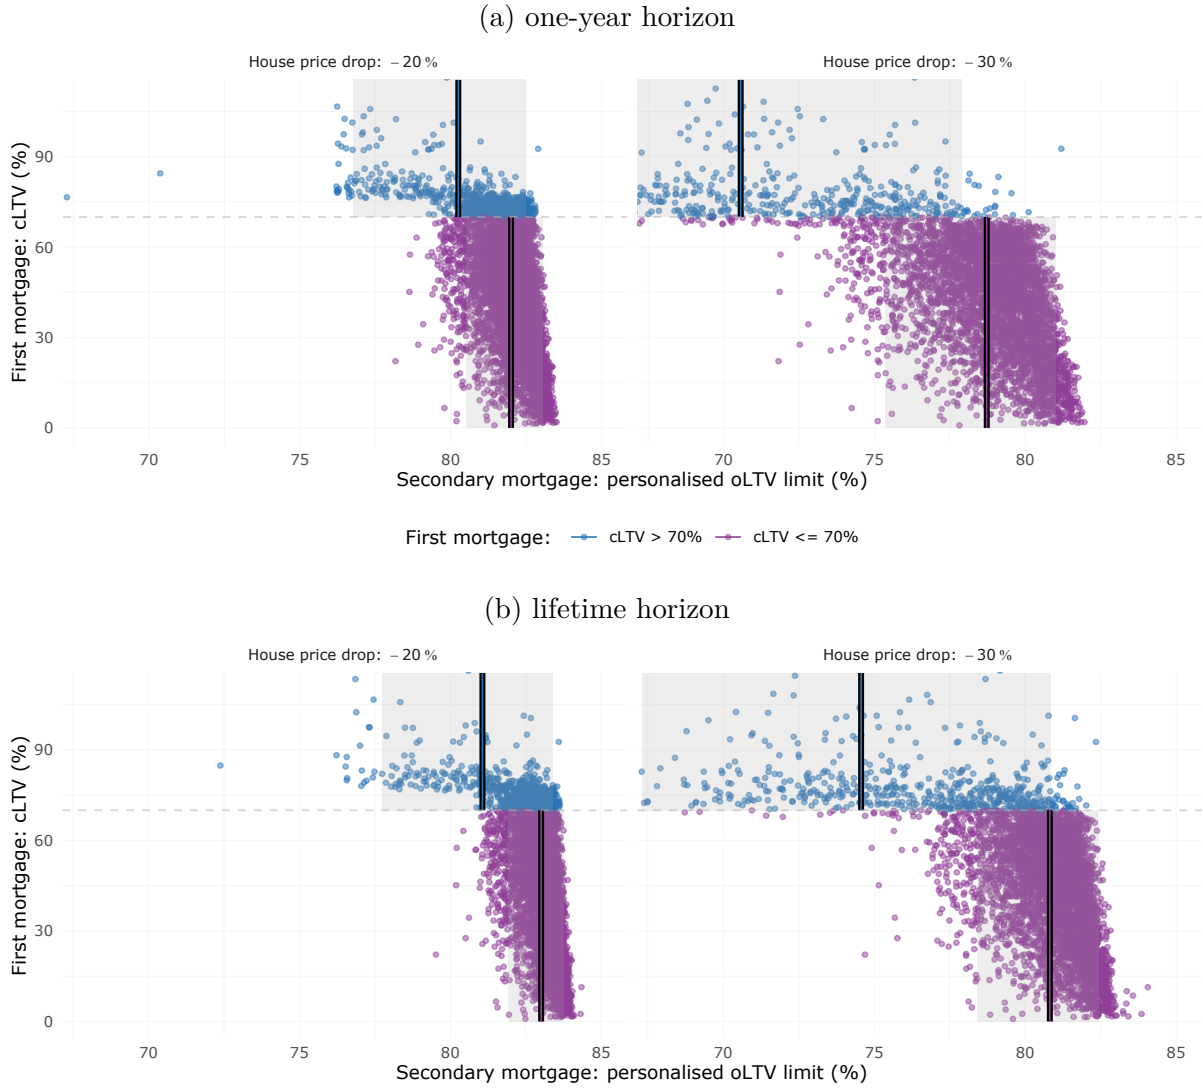 (a) one-year horizon
House price drop: −20 %
House price drop: −30 %
First mortgage: cLTV (%)
90
60
30
0
70
75
80
85
70
75
80
85
Secondary mortgage: personalised oLTV limit (%)
First mortgage: cLTV > 70% cLTV <= 70%
(b) lifetime horizon
House price drop: −20 %
House price drop: −30 %
First mortgage: cLTV (%)
90
60
30
0
70
75
80
85
70
75
80
85
Secondary mortgage: personalised oLTV limit (%)